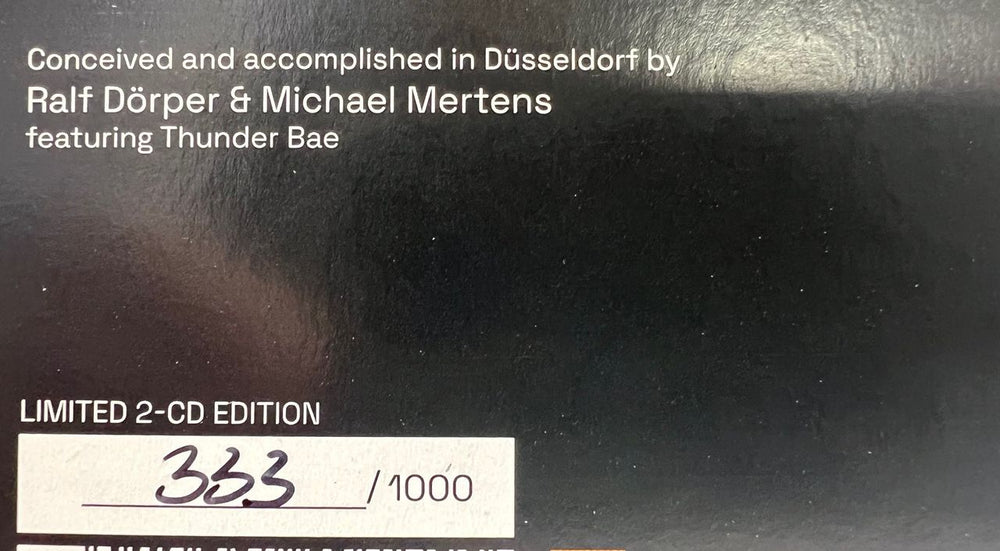 Conceived and accomplished in Düsseldorf by
Ralf Dörper & Michael Mertens
featuring Thunder Bae
LIMITED 2-CD EDITION
333 /1000